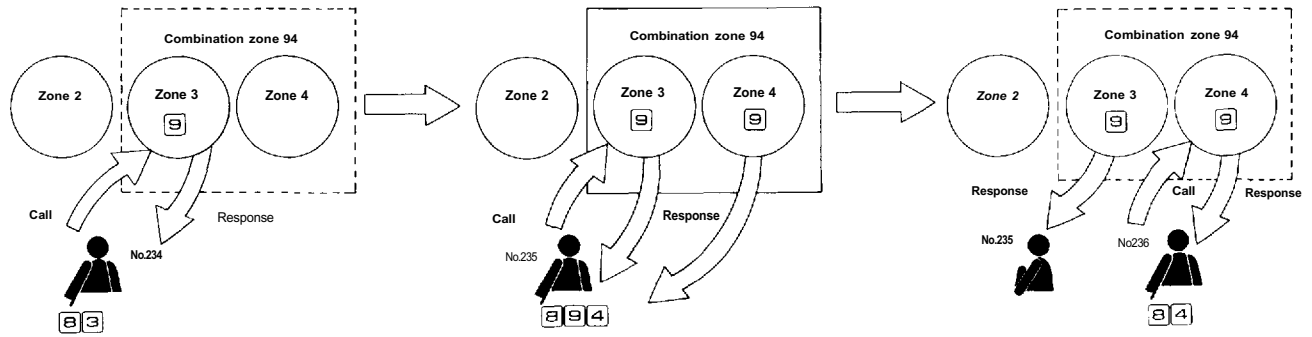 Combination zone 94
Zone 2
Zone 3
Zone 4
9
Call
Response
No.234
8 3
Combination zone 94
Zone 2
Zone 3
Zone 4
9
9
Call
Response
No.235
8 9 4
Combination zone 94
Zone 2
Zone 3
Zone 4
9
9
Response
Call
Response
No.235
No236
8 4